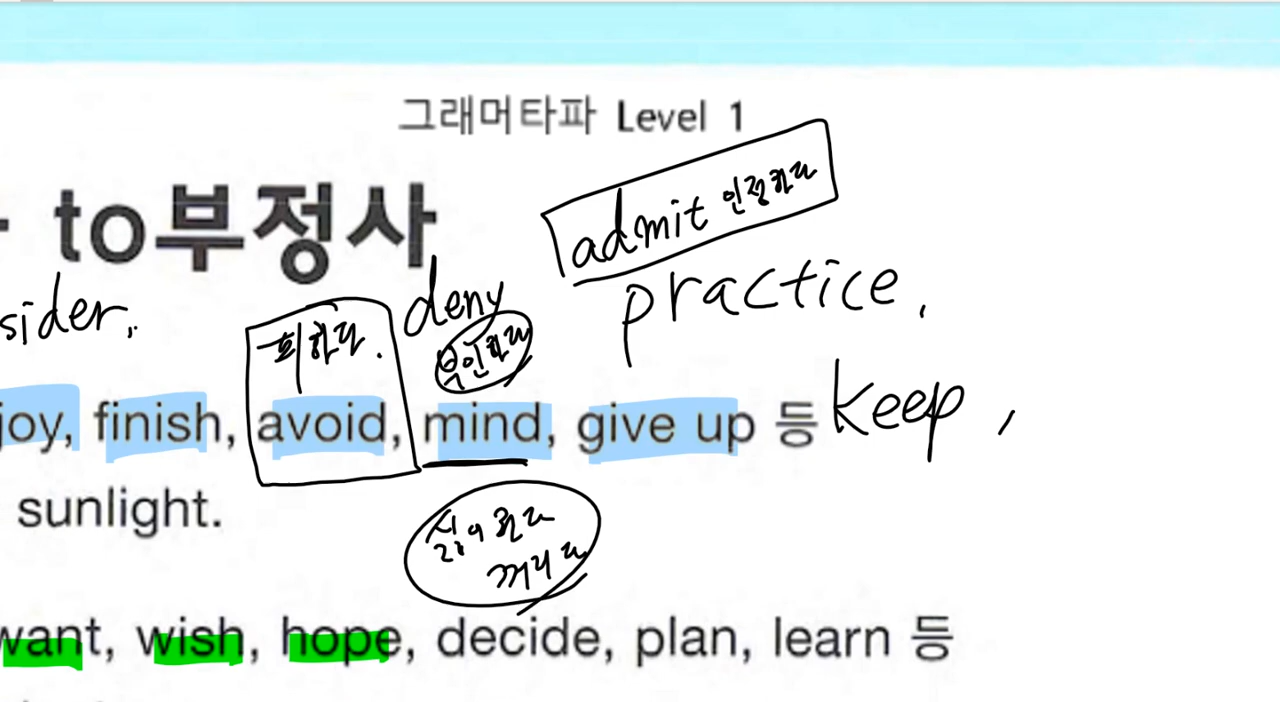 그래머타파 Level 1
admit 인정하다
to부정사
sider,
deny
practice,
피하다.
부인하다
joy, finish, avoid, mind, give up 등 keep,
sunlight.
싫어한다
꺼리다
want, wish, hope, decide, plan, learn 등